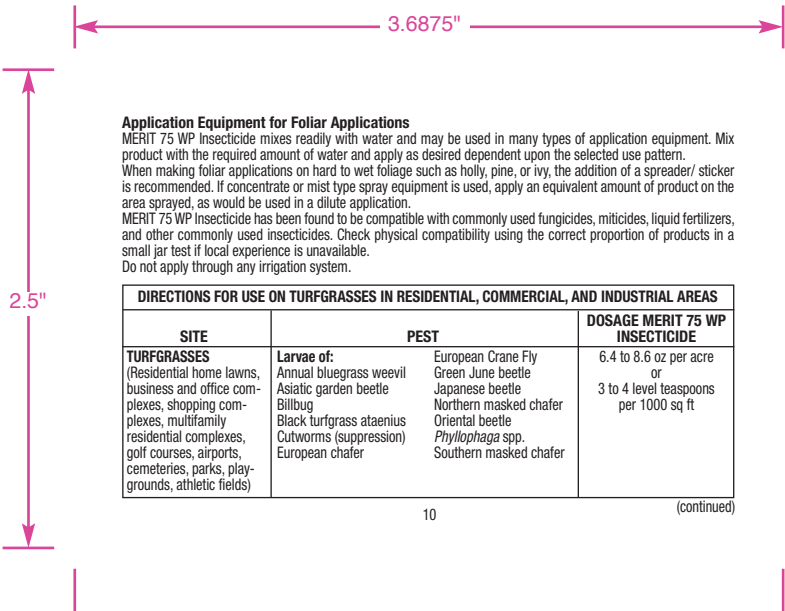 3.6875"
2.5"
Application Equipment for Foliar Applications
MERIT 75 WP Insecticide mixes readily with water and may be used in many types of application equipment. Mix
product with the required amount of water and apply as desired dependent upon the selected use pattern.
When making foliar applications on hard to wet foliage such as holly, pine, or ivy, the addition of a spreader/ sticker
is recommended. If concentrate or mist type spray equipment is used, apply an equivalent amount of product on the
area sprayed, as would be used in a dilute application.
MERIT 75 WP Insecticide has been found to be compatible with commonly used fungicides, miticides, liquid fertilizers,
and other commonly used insecticides. Check physical compatibility using the correct proportion of products in a
small jar test if local experience is unavailable.
Do not apply through any irrigation system.
DIRECTIONS FOR USE ON TURFGRASSES IN RESIDENTIAL, COMMERCIAL, AND INDUSTRIAL AREAS
SITE
PEST
DOSAGE MERIT 75 WP
INSECTICIDE
TURFGRASSES
(Residential home lawns,
business and office com-
plexes, shopping com-
plexes, multifamily
residential complexes,
golf courses, airports,
cemeteries, parks, play-
grounds, athletic fields)
Larvae of:
Annual bluegrass weevil
Asiatic garden beetle
Billbug
Black turfgrass ataenius
Cutworms (suppression)
European chafer
European Crane Fly
Green June beetle
Japanese beetle
Northern masked chafer
Oriental beetle
Phyllophaga spp.
Southern masked chafer
6.4 to 8.6 oz per acre
or
3 to 4 level teaspoons
per 1000 sq ft
(continued)
10